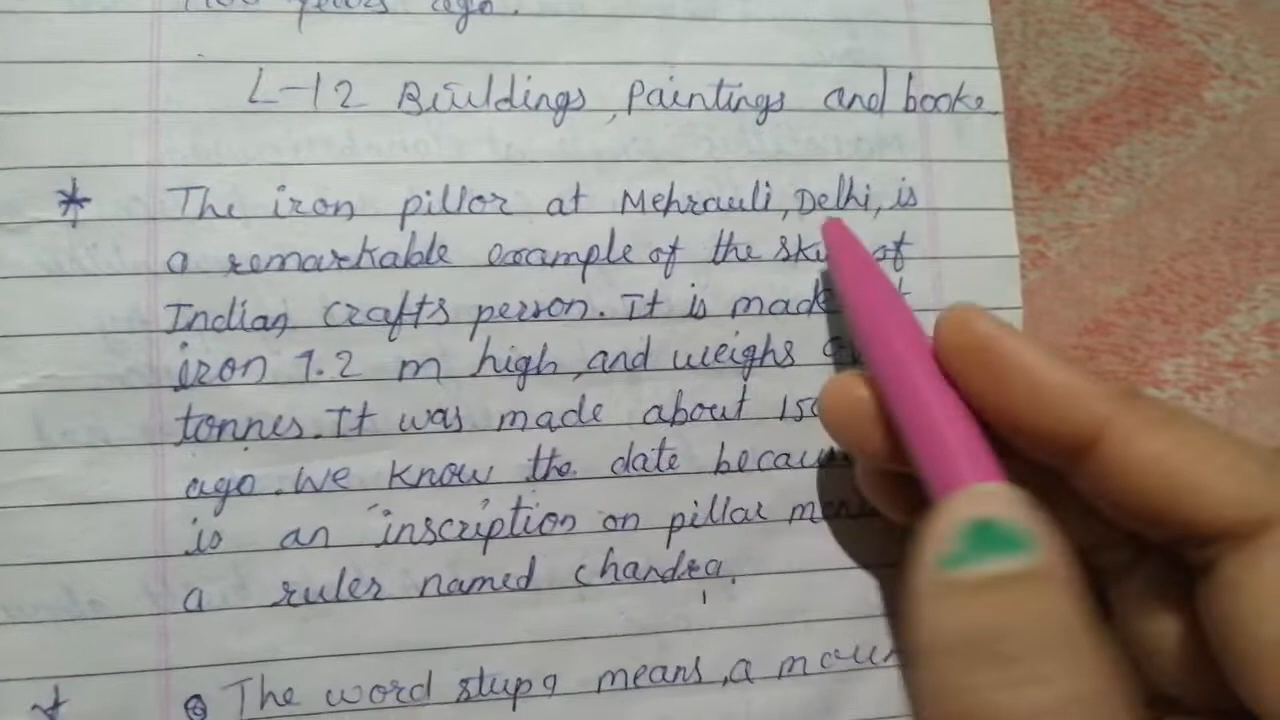 ago.
L-12 Buildings, Paintings and books
* The iron pillor at Mehrauli, Delhi, is
a remarkable example of the of
Indian crafts person. It is made
iron 7.2 m high, and weighs
tonnes. It was made about
ago. We know the date
is an inscription on pillar
a ruler named chandra.
* The word stupa means, a